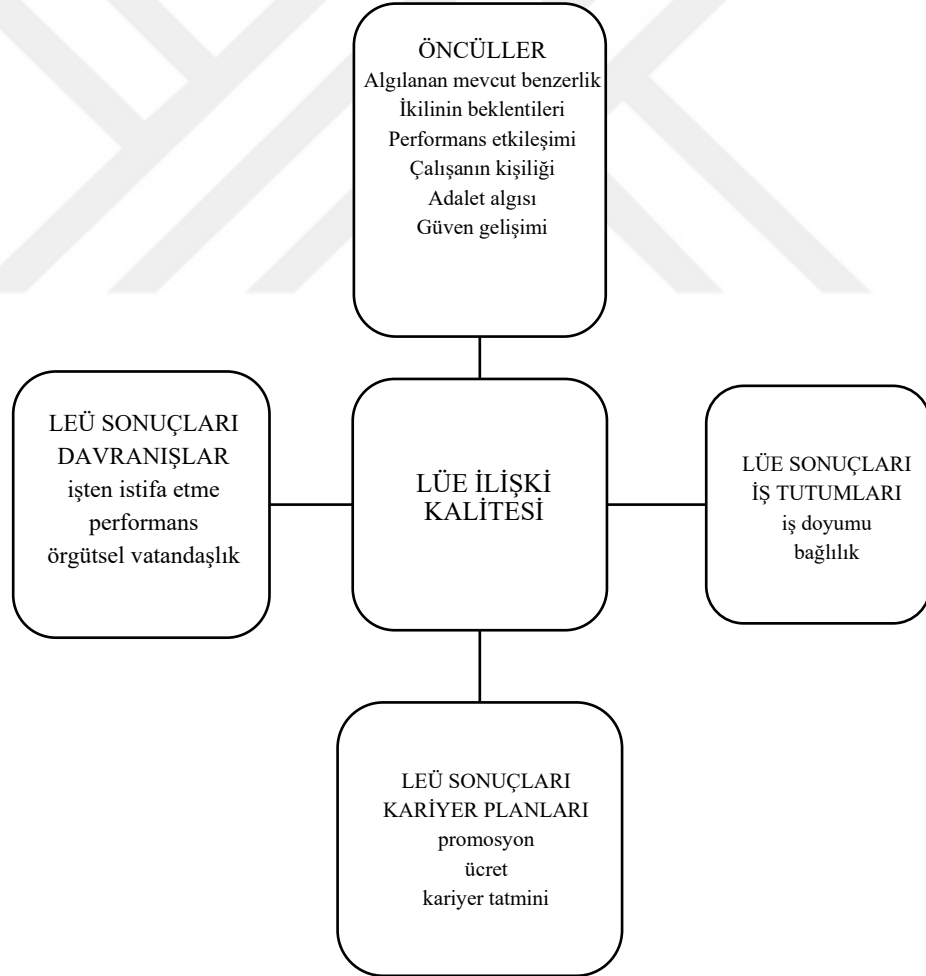 ÖNCÜLLER
Algılanan mevcut benzerlik
İkilinin beklentileri
Performans etkileşimi
Çalışanın kişiliği
Adalet algısı
Güven gelişimi
LEÜ SONUÇLARI
DAVRANIŞLAR
işten istifa etme
performans
örgütsel vatandaşlık
LÜE İLİŞKİ
KALİTESİ
LÜE SONUÇLARI
İŞ TUTUMLARI
iş doyumu
bağlılık
LEÜ SONUÇLARI
KARİYER PLANLARI
promosyon
ücret
kariyer tatmini